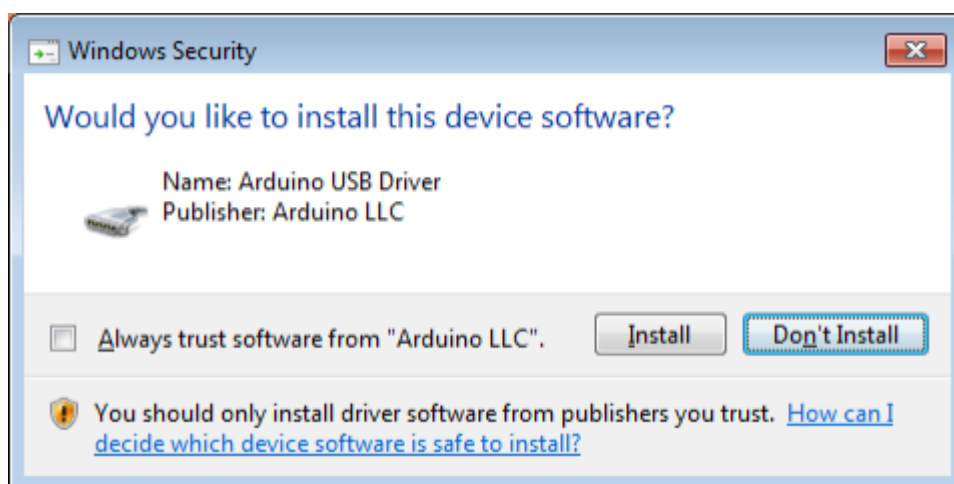 Windows Security
Would you like to install this device software?
Name: Arduino USB Driver
Publisher: Arduino LLC
Always trust software from "Arduino LLC".
Install
Don't Install
You should only install driver software from publishers you trust. How can I
decide which device software is safe to install?